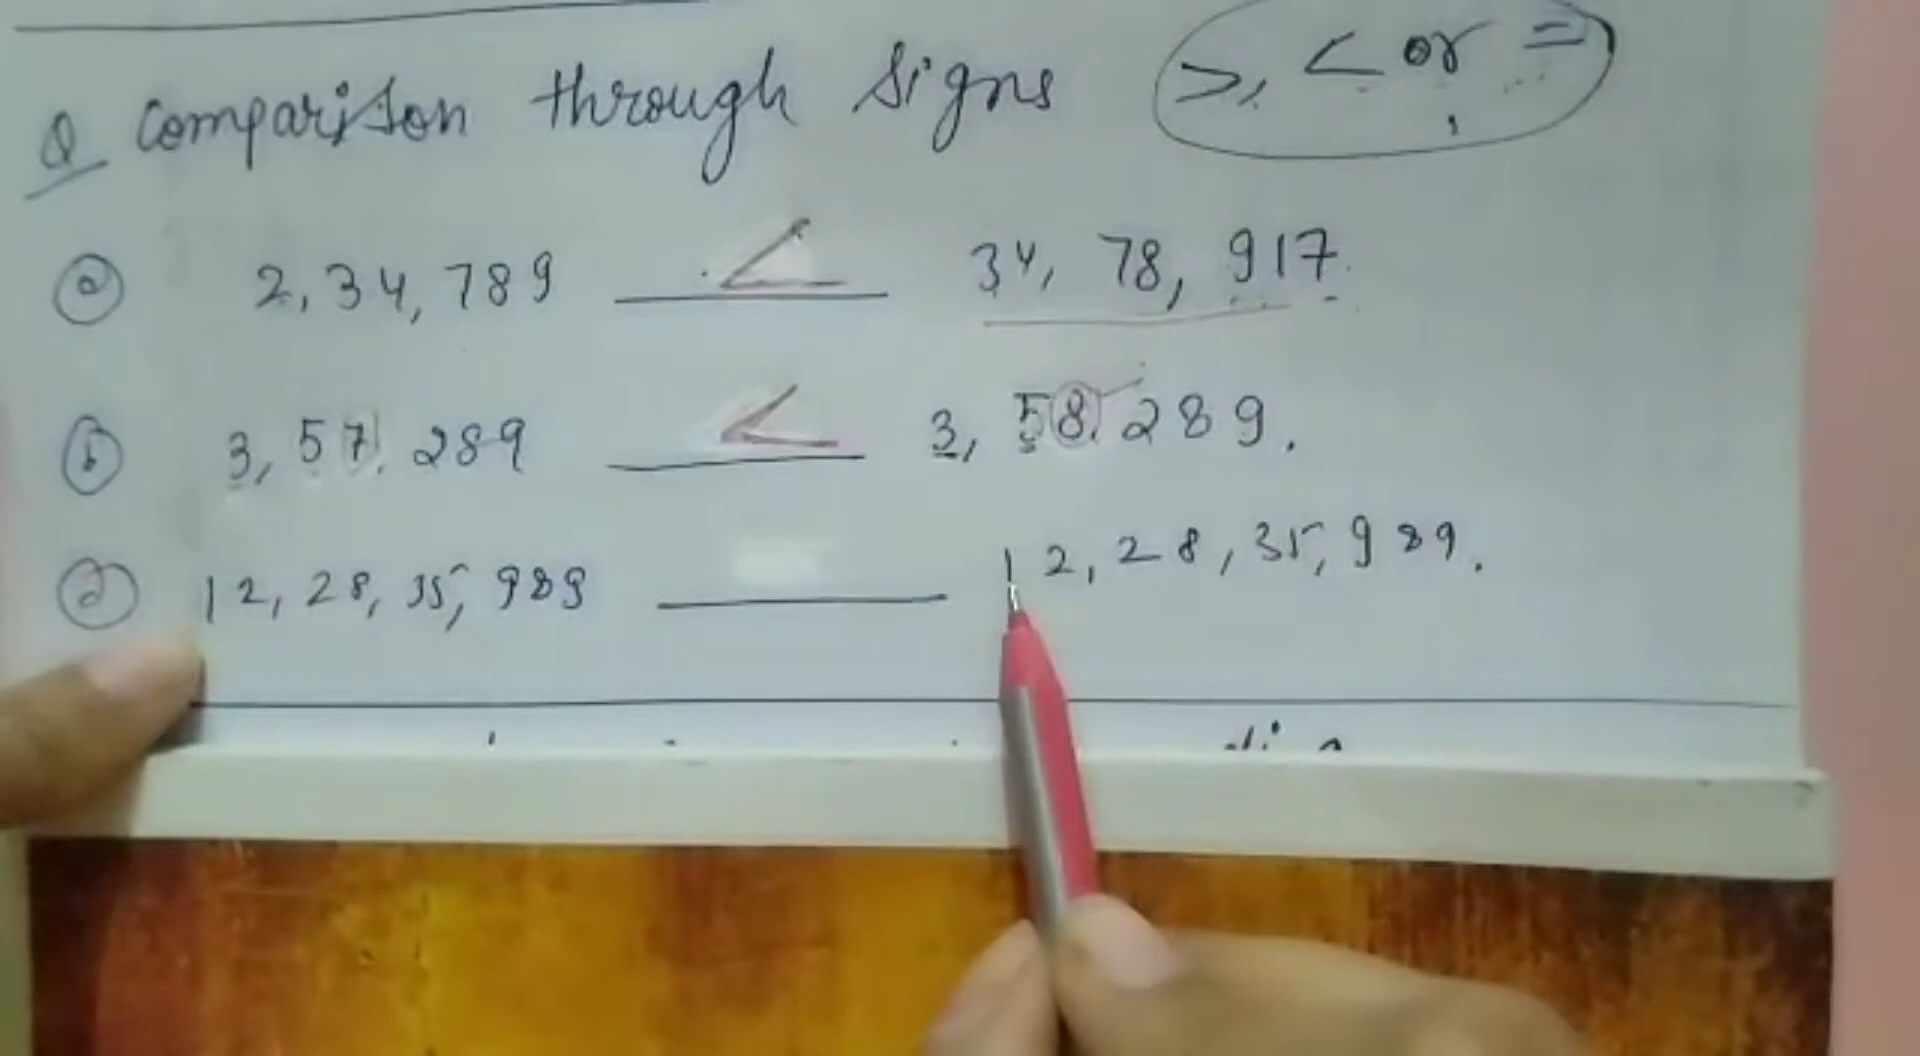 Q Comparison through Signs >, < or =
(a) 2,34,789 < 34, 78, 917
(b) 3, 57, 289 < 3, 58, 289.
(d) 12, 28, 35, 989 ____ 12, 28, 35, 989.